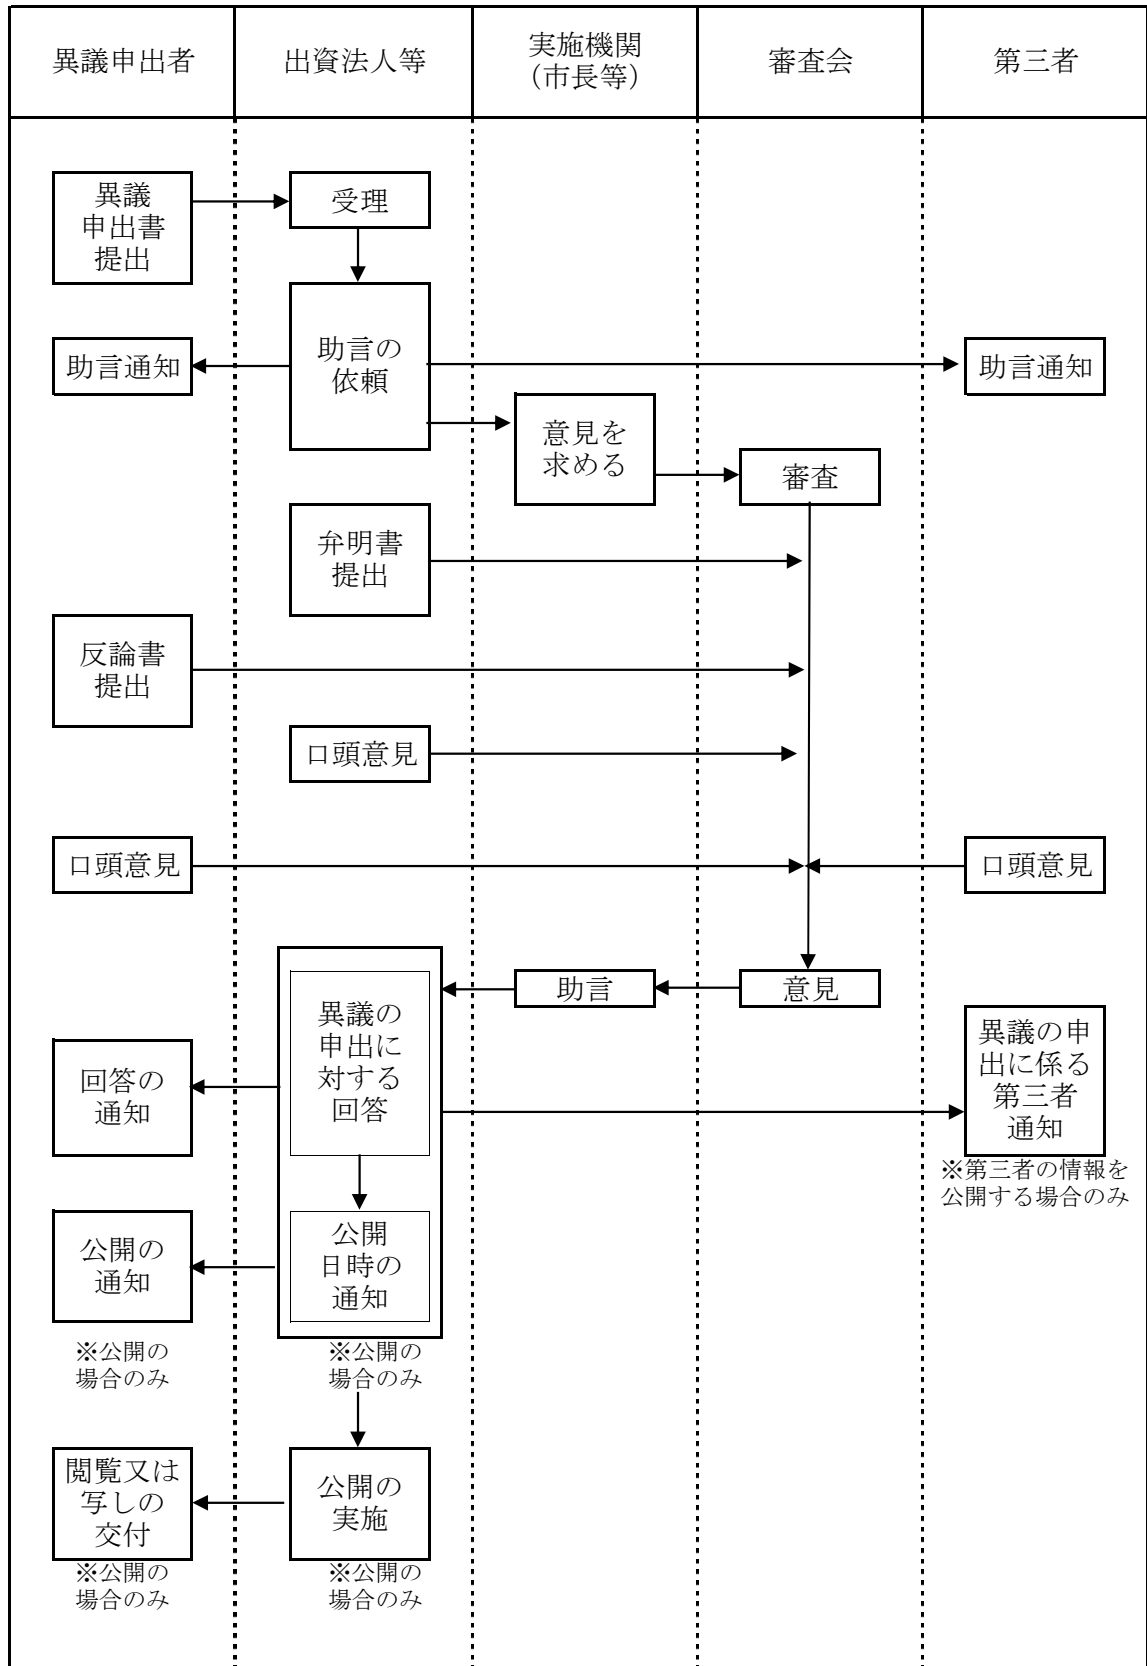 異議申出者
出資法人等
実施機関
（市長等）
審査会
第三者
異議
申出書
提出
受理
助言通知
助言の
依頼
助言通知
意見を
求める
審査
弁明書
提出
反論書
提出
口頭意見
口頭意見
口頭意見
異議の
申出に
対する
回答
助言
意見
回答の
通知
異議の申
出に係る
第三者
通知
※第三者の情報を
公開する場合のみ
公開の
通知
公開
日時の
通知
※公開の
場合のみ
※公開の
場合のみ
閲覧又は
写しの
交付
公開の
実施
※公開の
場合のみ
※公開の
場合のみ